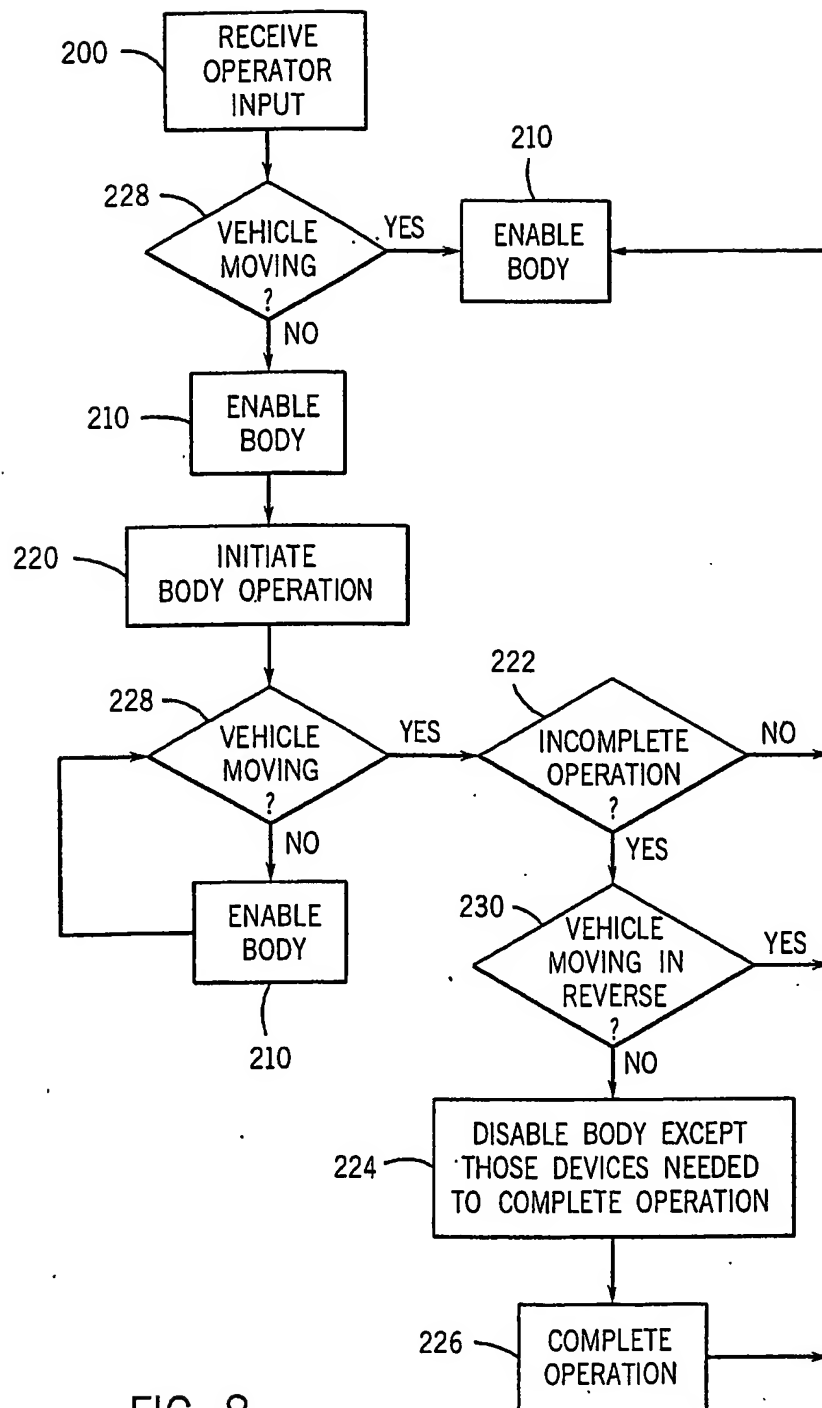 200
RECEIVE
OPERATOR
INPUT
210
228
VEHICLE
MOVING
?
YES
ENABLE
BODY
NO
210
ENABLE
BODY
220
INITIATE
BODY OPERATION
228
VEHICLE
MOVING
?
YES
222
INCOMPLETE
OPERATION
?
NO
NO
YES
ENABLE
BODY
210
230
VEHICLE
MOVING IN
REVERSE
?
YES
NO
224
DISABLE BODY EXCEPT
THOSE DEVICES NEEDED
TO COMPLETE OPERATION
226
COMPLETE
OPERATION
FIG.